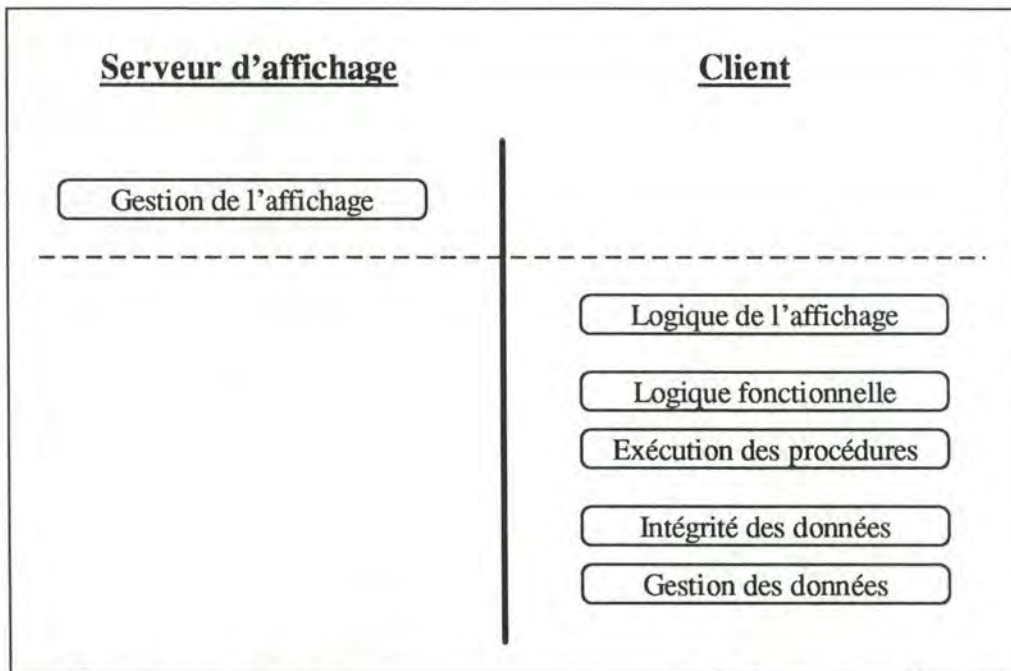 Serveur d'affichage
Client
Gestion de l'affichage
Logique de l'affichage
Logique fonctionnelle
Exécution des procédures
Intégrité des données
Gestion des données